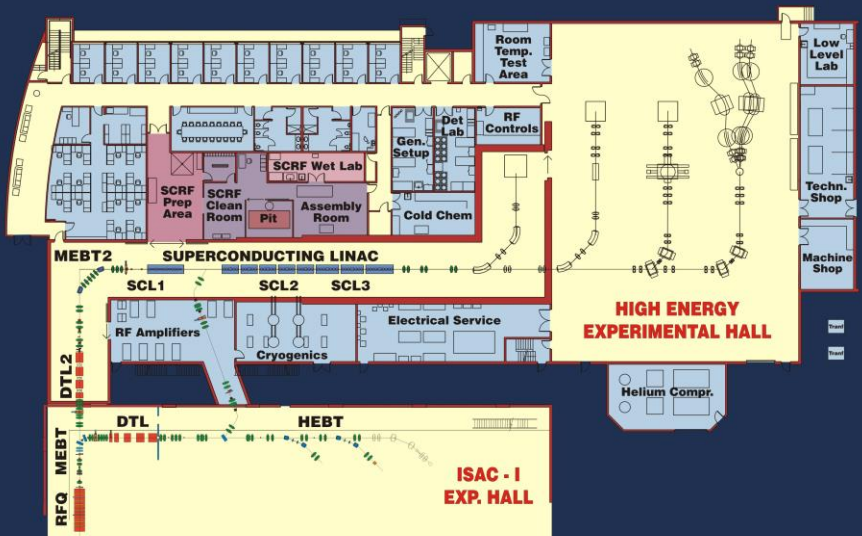 Room
Temp.
Test
Area
Low
Level
Lab
RF
Controls
Det
Lab
Gen.
Setup
SCRF Wet Lab
SCRF
Prep
Area
SCRF
Clean
Room
Pit
Assembly
Room
Cold Chem
Techn.
Shop
Machine
Shop
MEBT2
SUPERCONDUCTING LINAC
SCL1
SCL2
SCL3
HIGH ENERGY
EXPERIMENTAL HALL
RF Amplifiers
Cryogenics
Electrical Service
Tranf
Tranf
DTL2
Helium Compr.
DTL
HEBT
MEBT
RFQ
ISAC - I
EXP. HALL